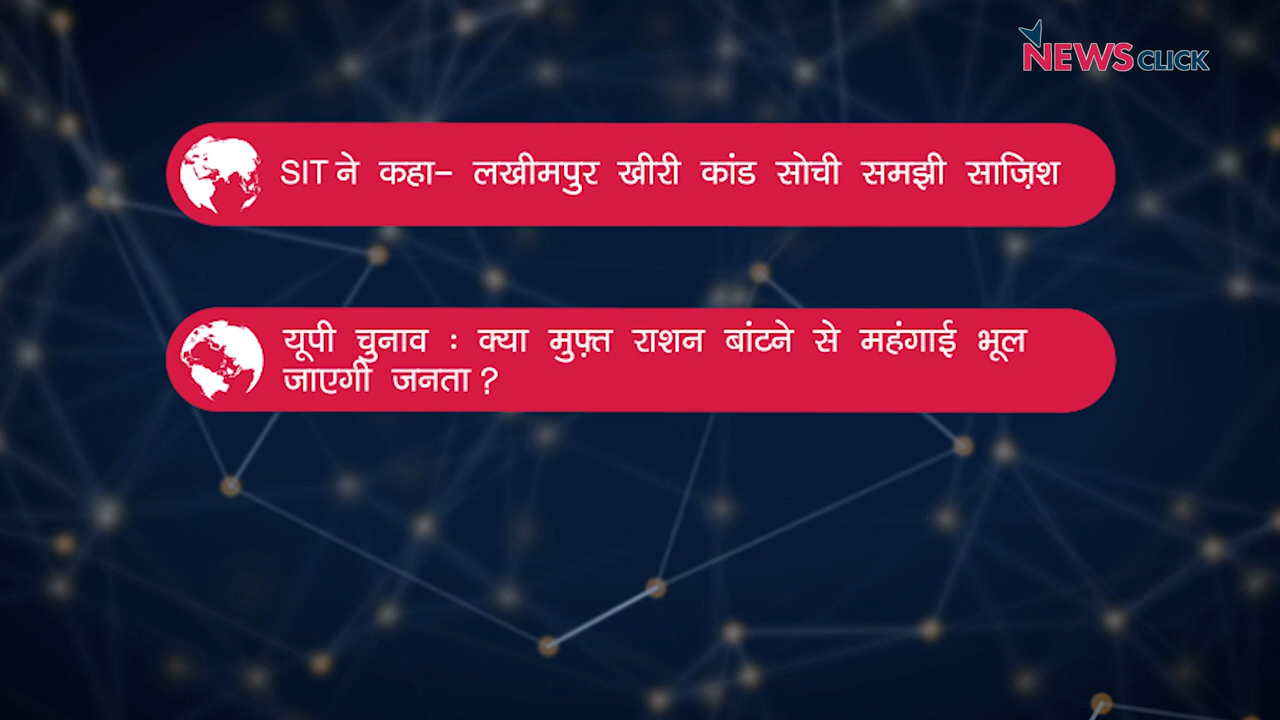 NEWSCLICK
SIT ने कहा– लखीमपुर खीरी कांड सोची समझी साज़िश
यूपी चुनाव : क्या मुफ़्त राशन बांटने से महंगाई भूल
जाएगी जनता ?